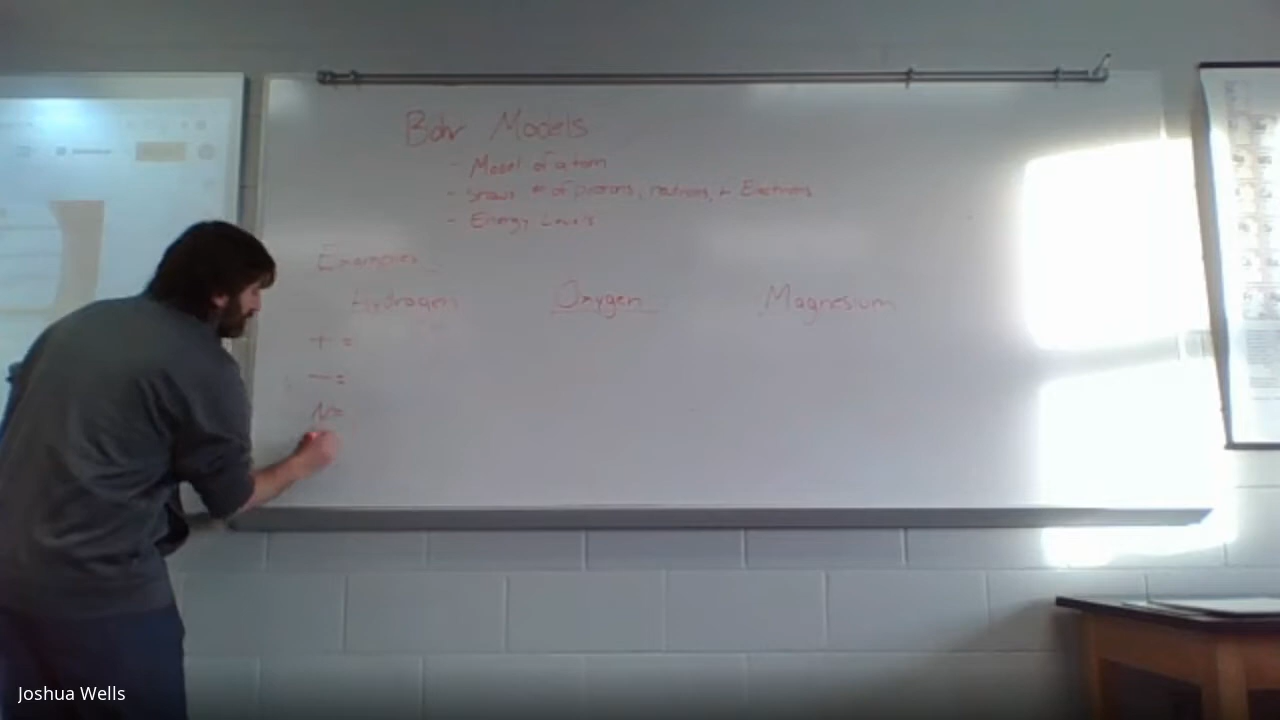 Bohr Models
- Model of atom
- Shows # of protons, neutrons, + Electrons
- Energy Levels
Examples
Hydrogen Oxygen Magnesium
+ =
- =
N=
Joshua Wells